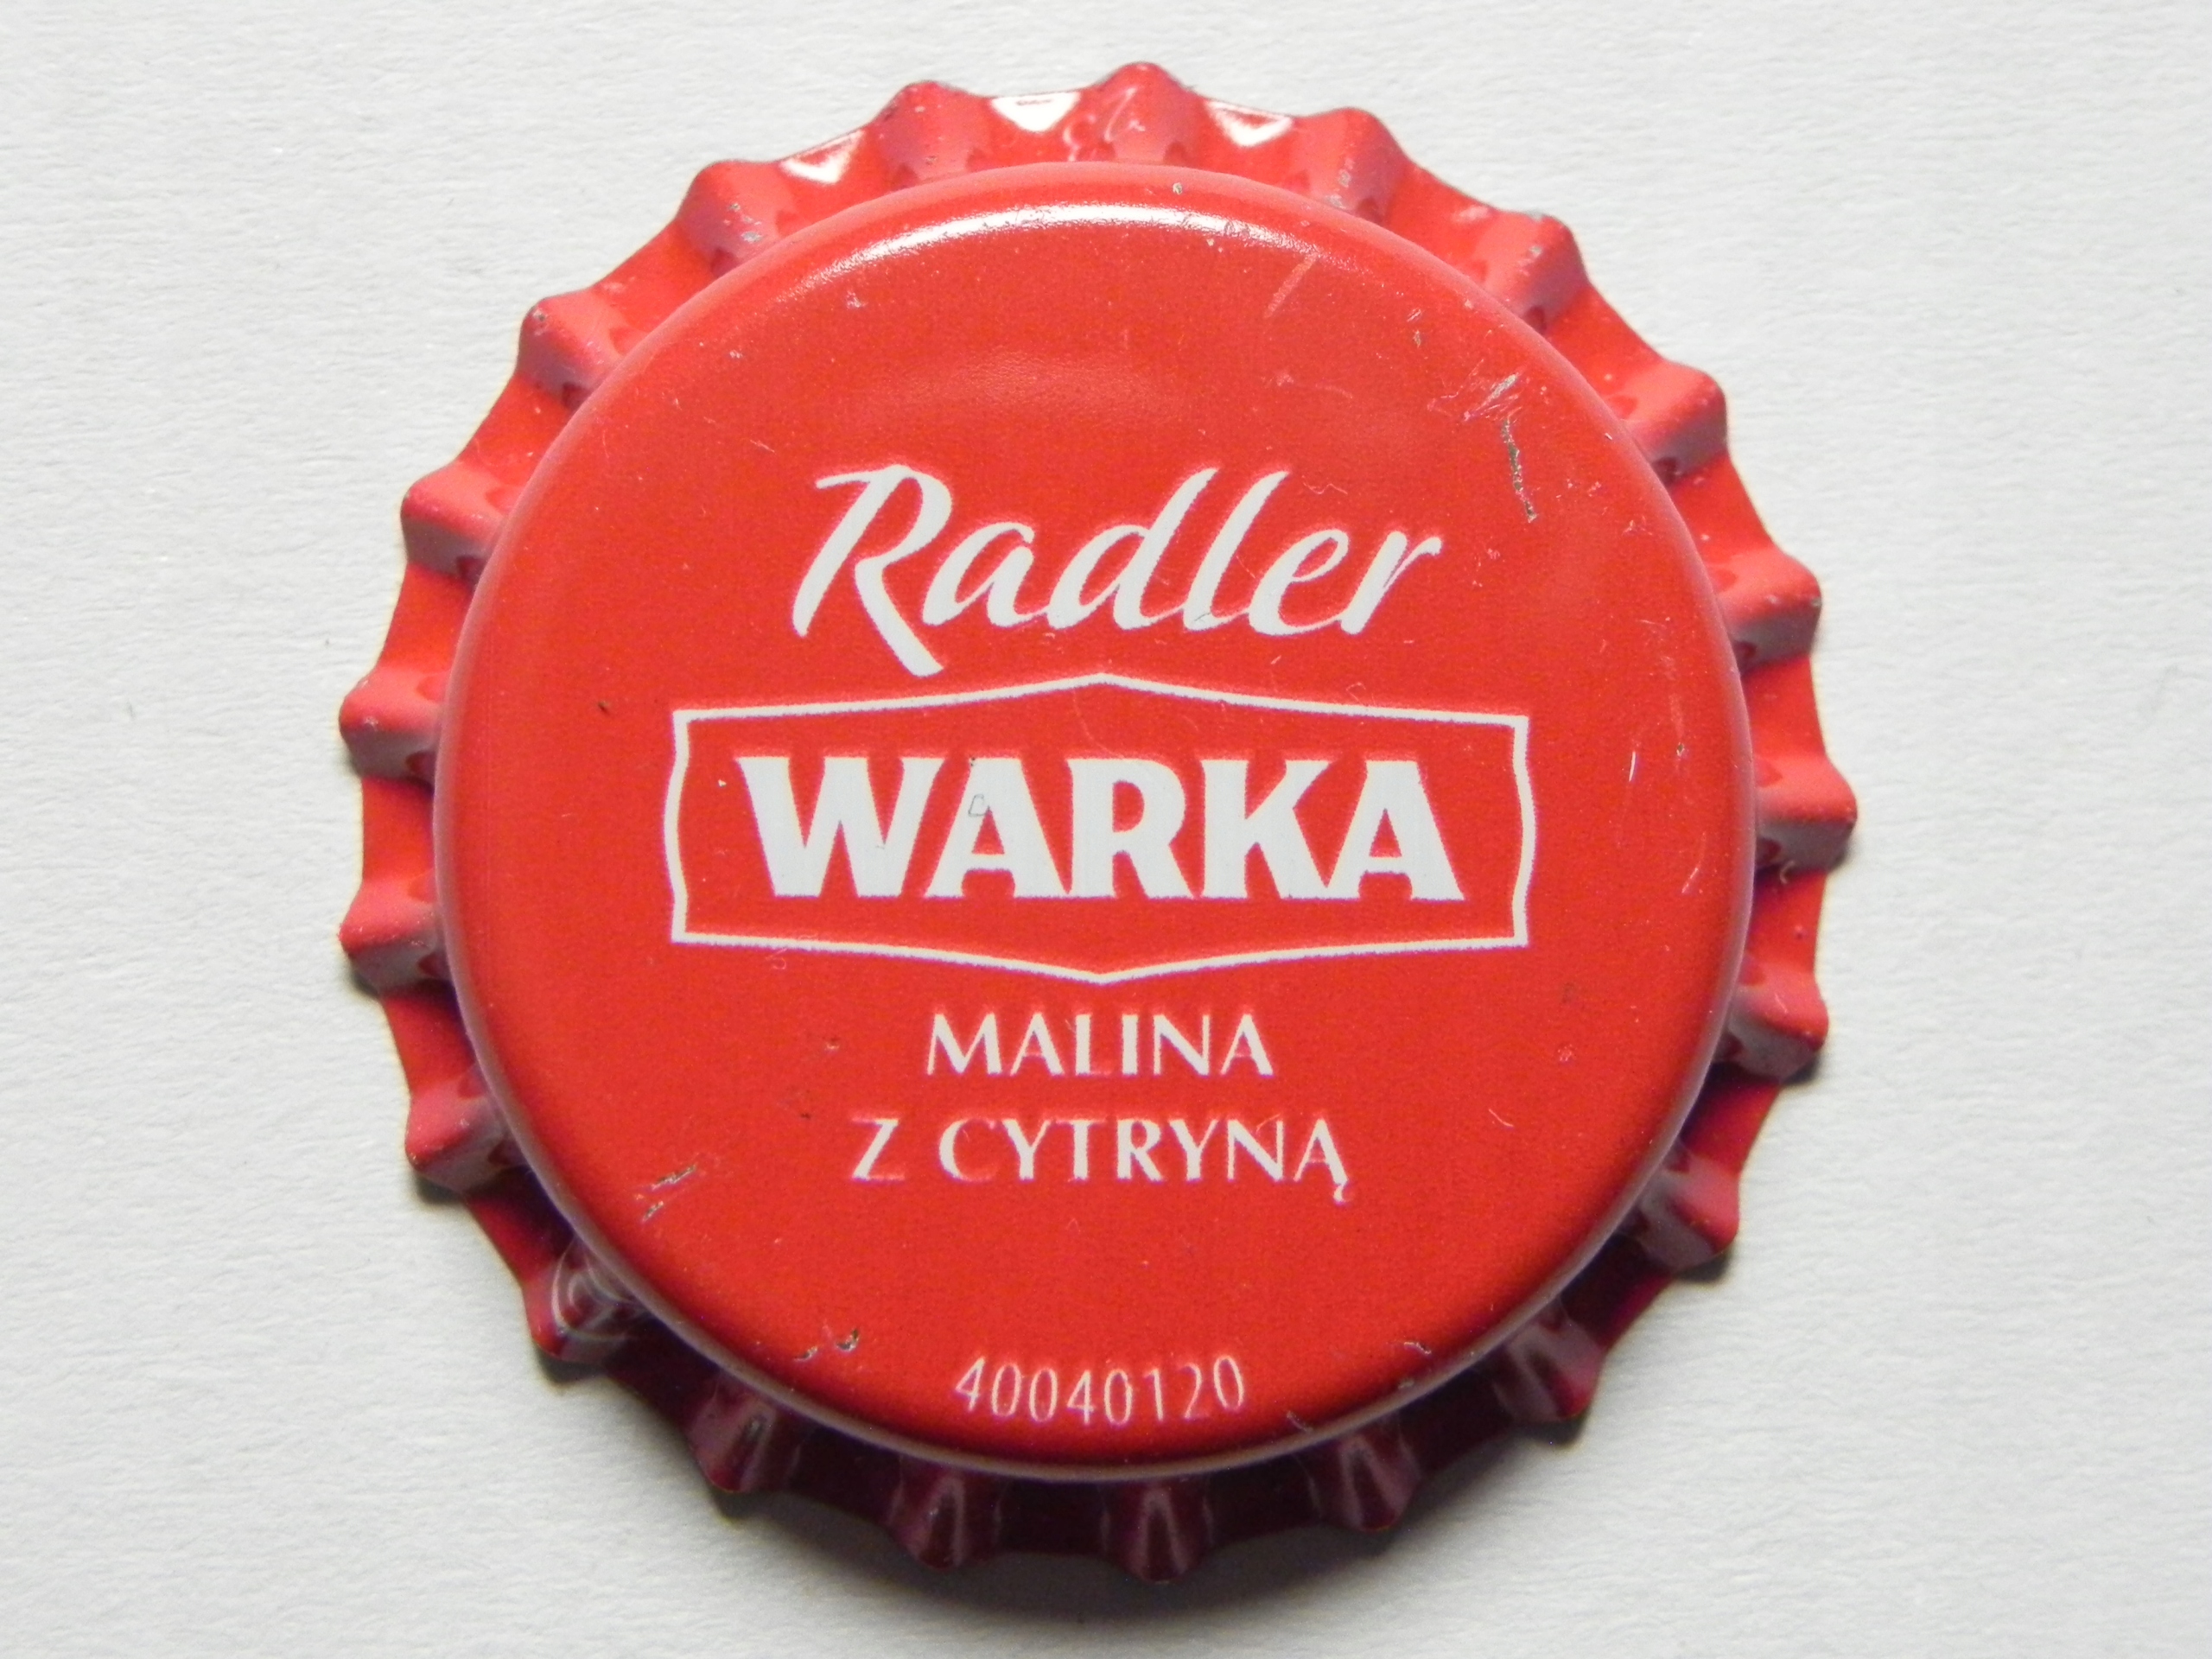 Radler
WARKA
MALINA
Z CYTRYNĄ
40040120